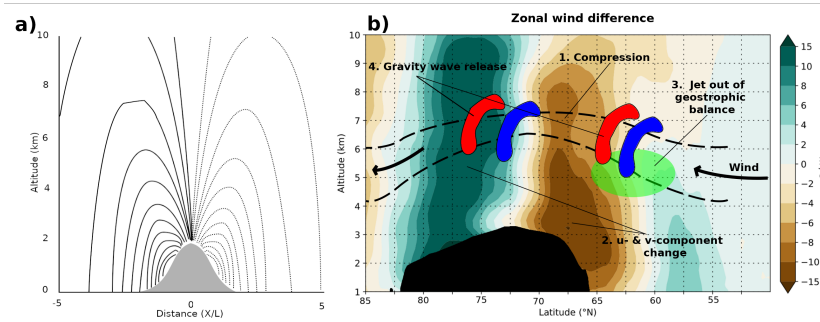 a)
10
8
6
4
2
0
Altitude (km)
-5
0
5
Distance (X/L)
b)
Zonal wind difference
4. Gravity wave release
1. Compression
3. Jet out of
geostrophic
balance
Wind
2. u- & v-component
change
10
9
8
7
6
5
4
3
2
1
Altitude (km)
85
80
75
70
65
60
55
Latitude (°N)
15
10
6
4
2
0
−2
−4
−6
−10
−15